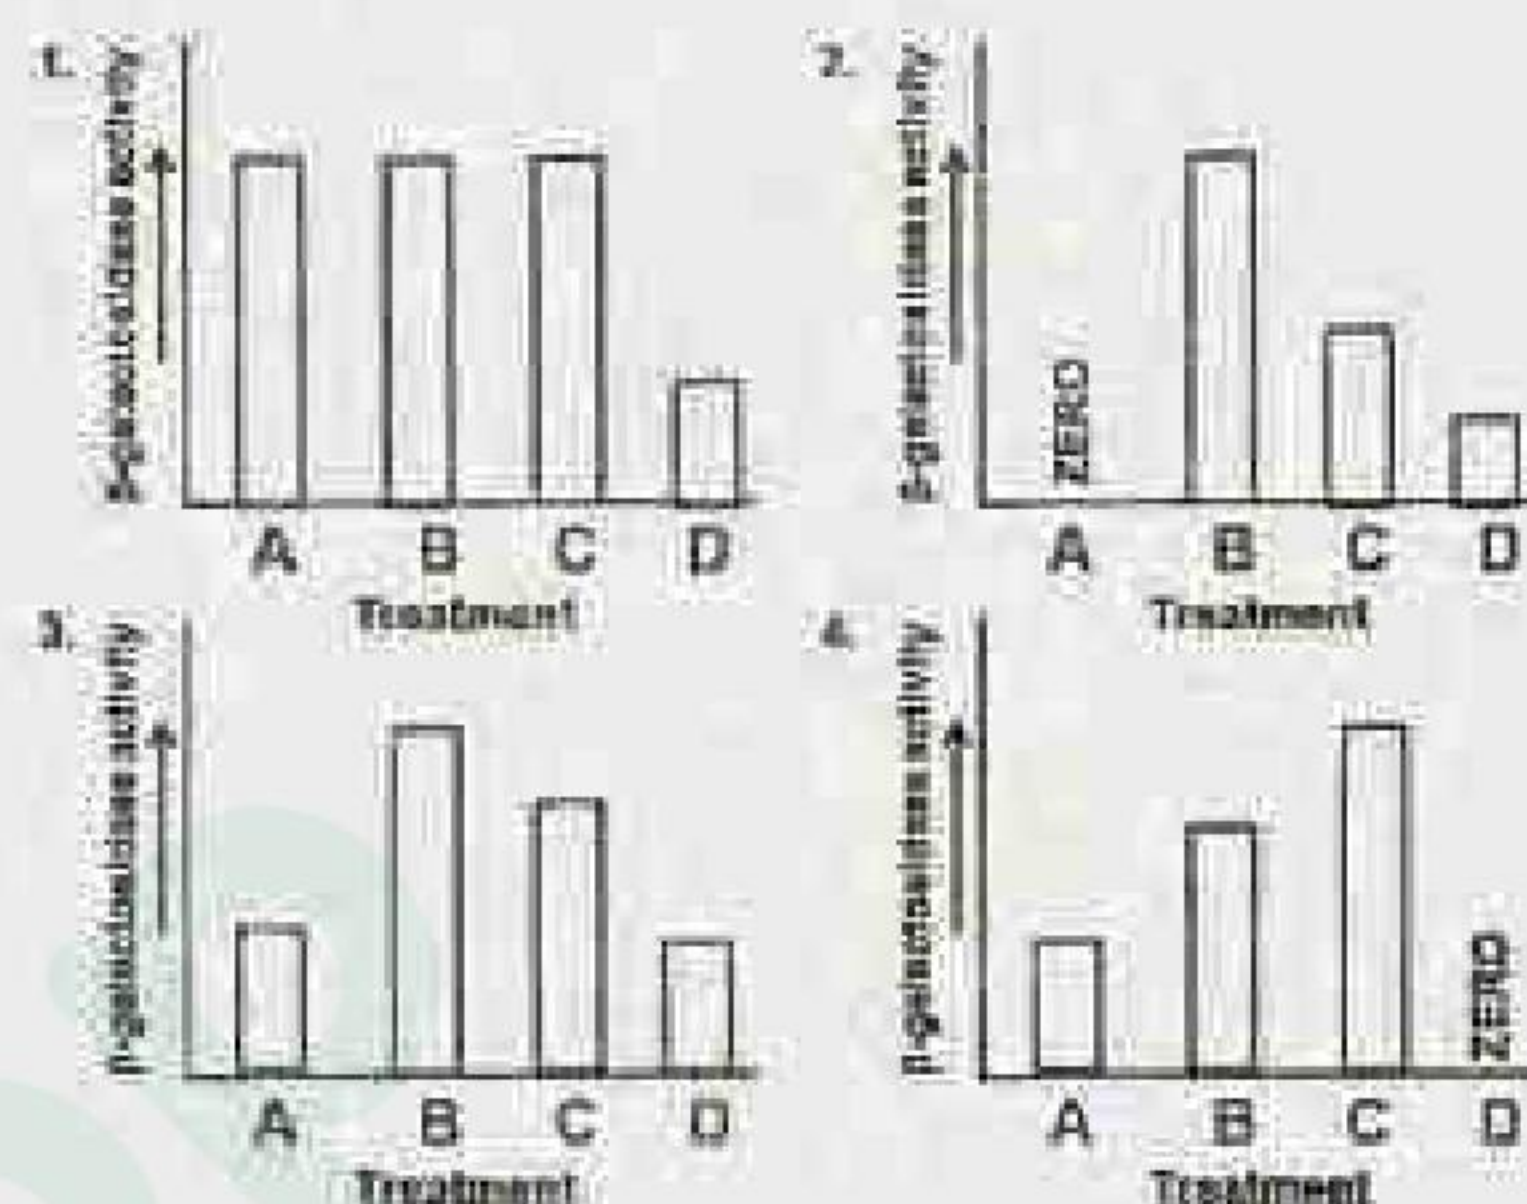 1.
β-galactosidase activity
A B C D
Treatment
2.
β-galactosidase activity
ZERO
A B C D
Treatment
3.
β-galactosidase activity
A B C D
Treatment
4.
β-galactosidase activity
ZERO
A B C D
Treatment